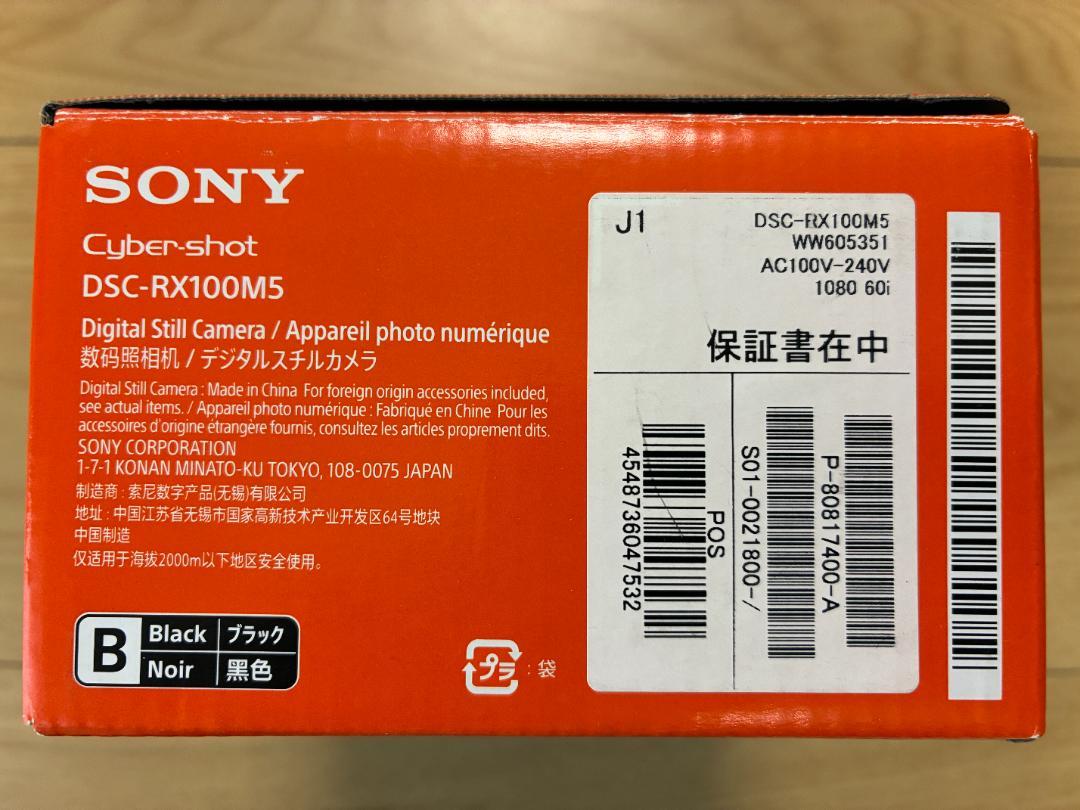 SONY
Cyber-shot
DSC-RX100M5
Digital Still Camera / Appareil photo numérique
数码照相机 / デジタルスチルカメラ
Digital Still Camera : Made in China For foreign origin accessories included,
see actual items. / Appareil photo numérique : Fabriqué en Chine Pour les
accessoires d'origine étrangère fournis, consultez les articles proprement dits.
SONY CORPORATION
1-7-1 KONAN MINATO-KU TOKYO, 108-0075 JAPAN
制造商 : 索尼数字产品(无锡)有限公司
地址 : 中国江苏省无锡市国家高新技术产业开发区64号地块
中国制造
仅适用于海拔2000m以下地区安全使用。
B
Black ブラック
Noir 黑色
プラ : 袋
J1
DSC-RX100M5
WW605351
AC100V-240V
1080 60i
保証書在中
P-80817400-A
S01-0021800-/
POS
4548736047532